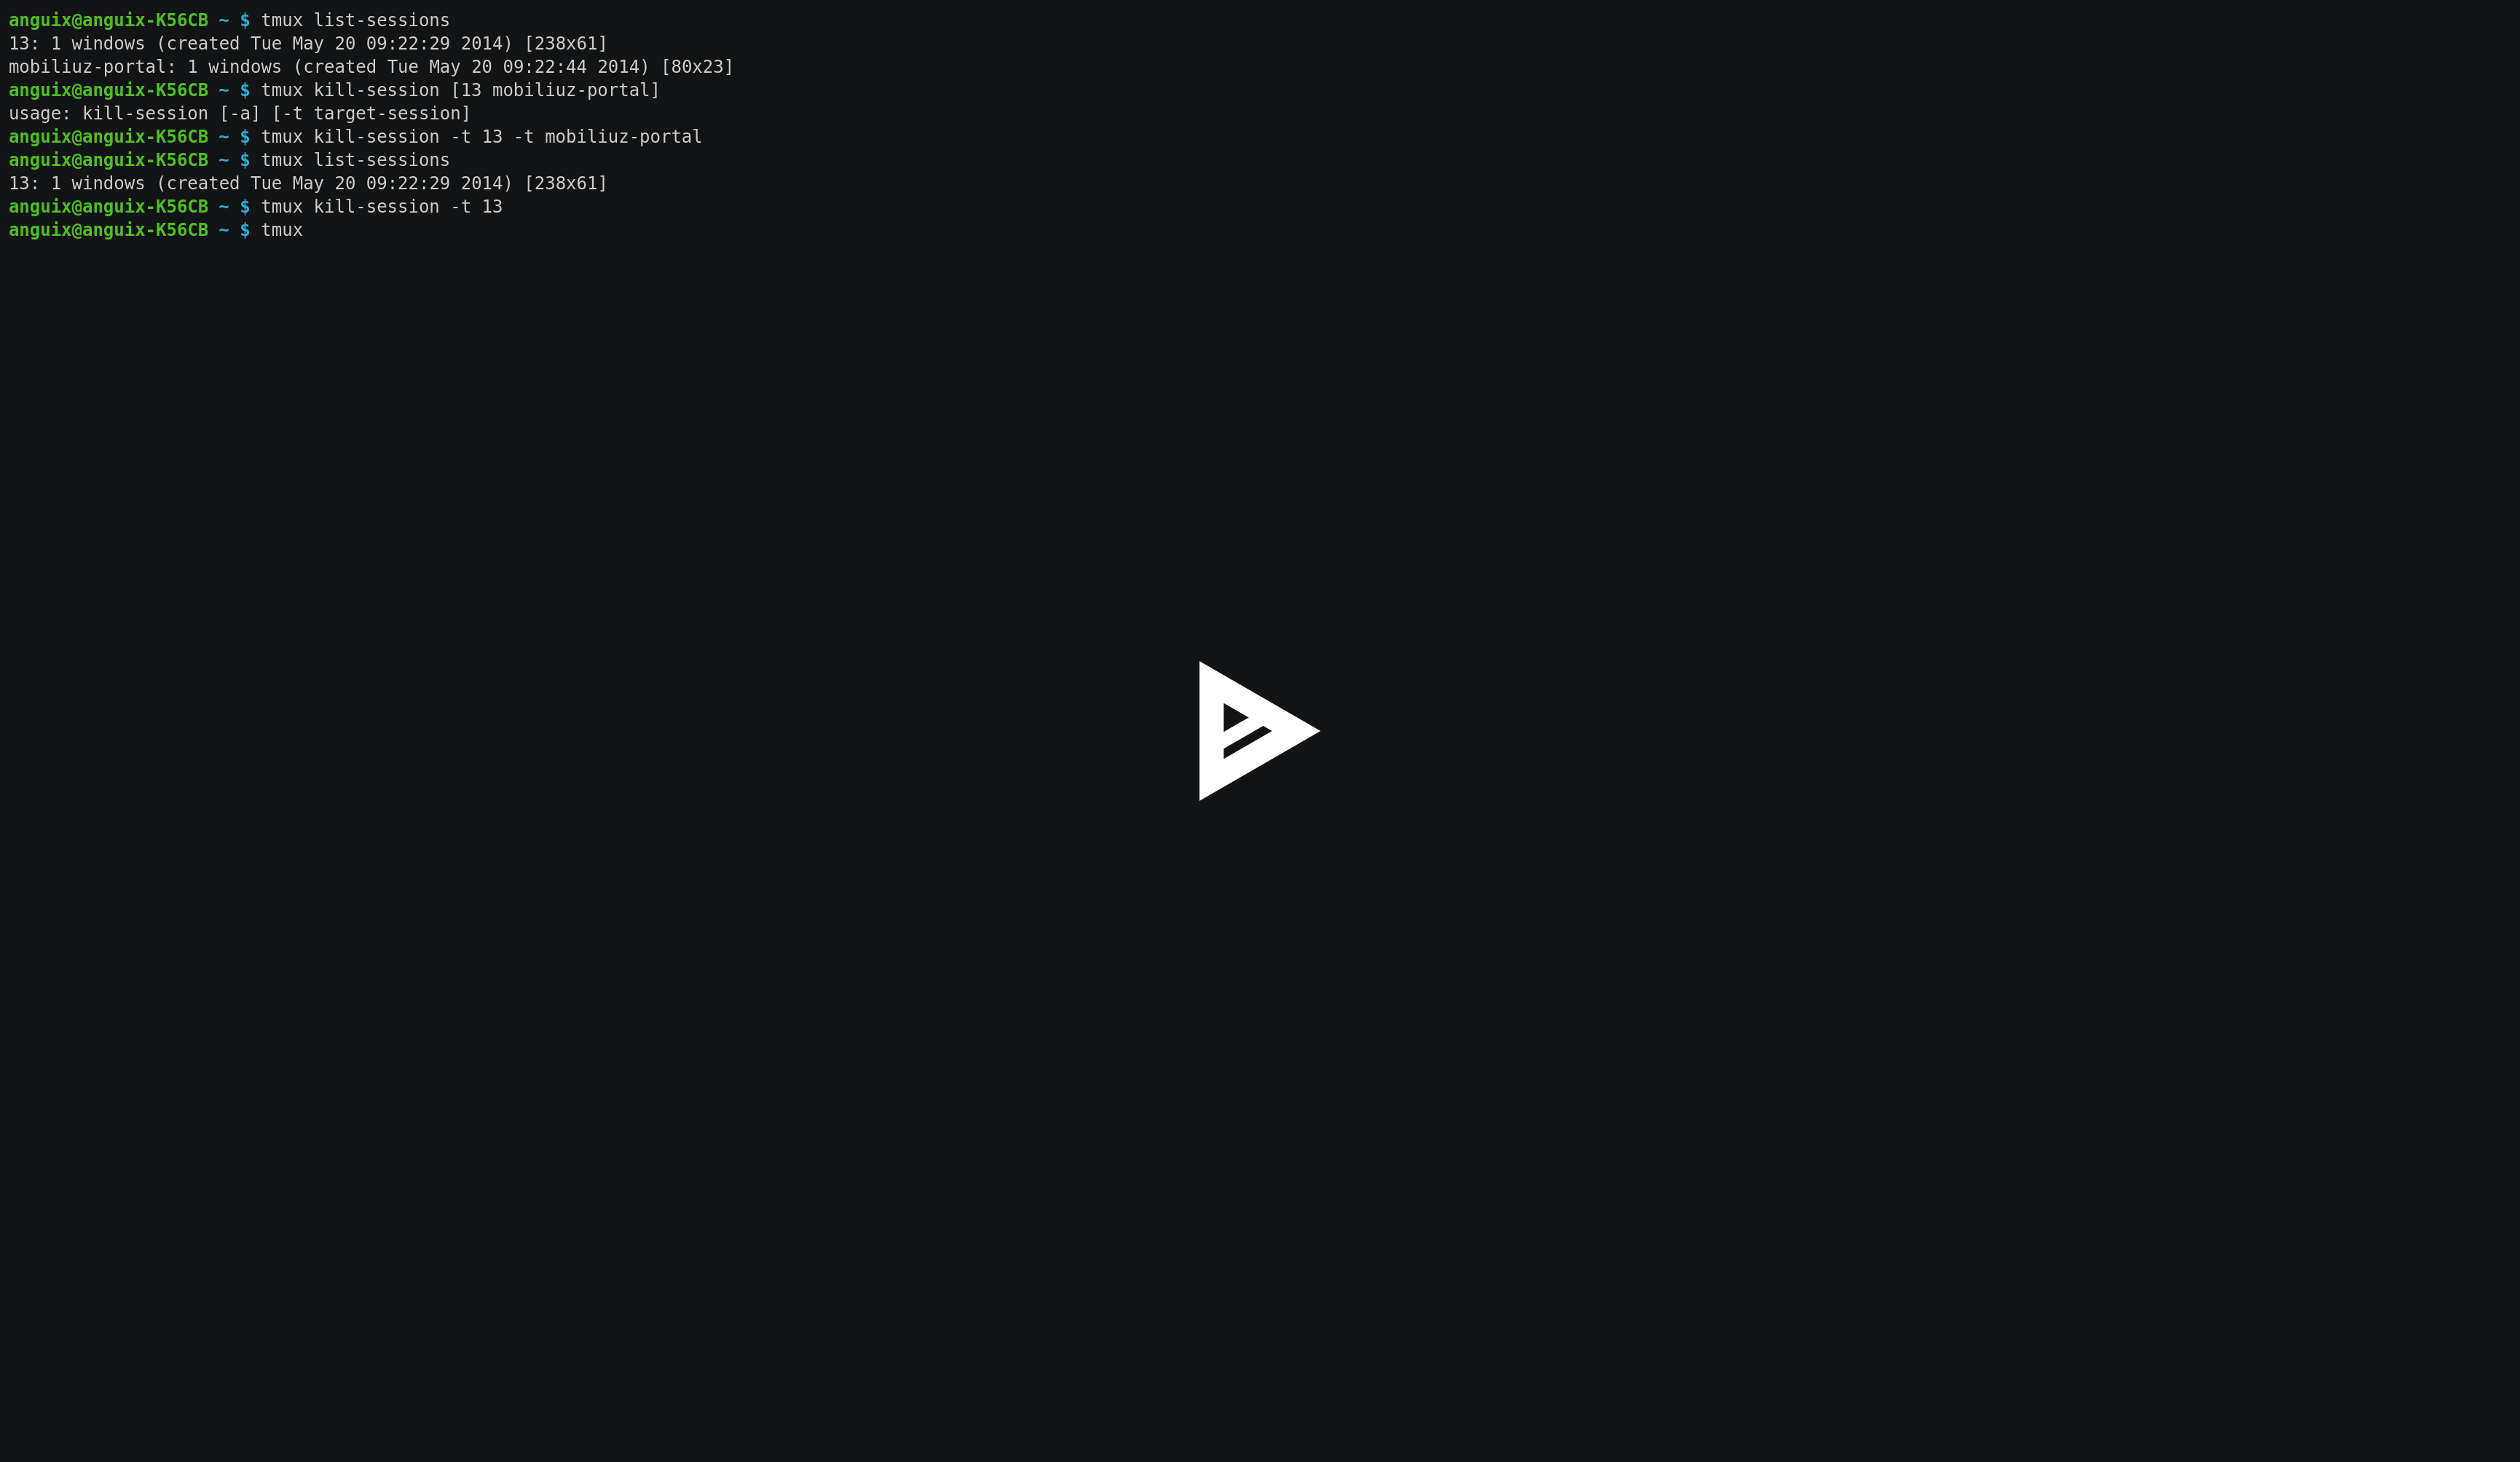 anguix@anguix-K56CB ~ $ tmux list-sessions
13: 1 windows (created Tue May 20 09:22:29 2014) [238x61]
mobiliuz-portal: 1 windows (created Tue May 20 09:22:44 2014) [80x23]
anguix@anguix-K56CB ~ $ tmux kill-session [13 mobiliuz-portal]
usage: kill-session [-a] [-t target-session]
anguix@anguix-K56CB ~ $ tmux kill-session -t 13 -t mobiliuz-portal
anguix@anguix-K56CB ~ $ tmux list-sessions
13: 1 windows (created Tue May 20 09:22:29 2014) [238x61]
anguix@anguix-K56CB ~ $ tmux kill-session -t 13
anguix@anguix-K56CB ~ $ tmux